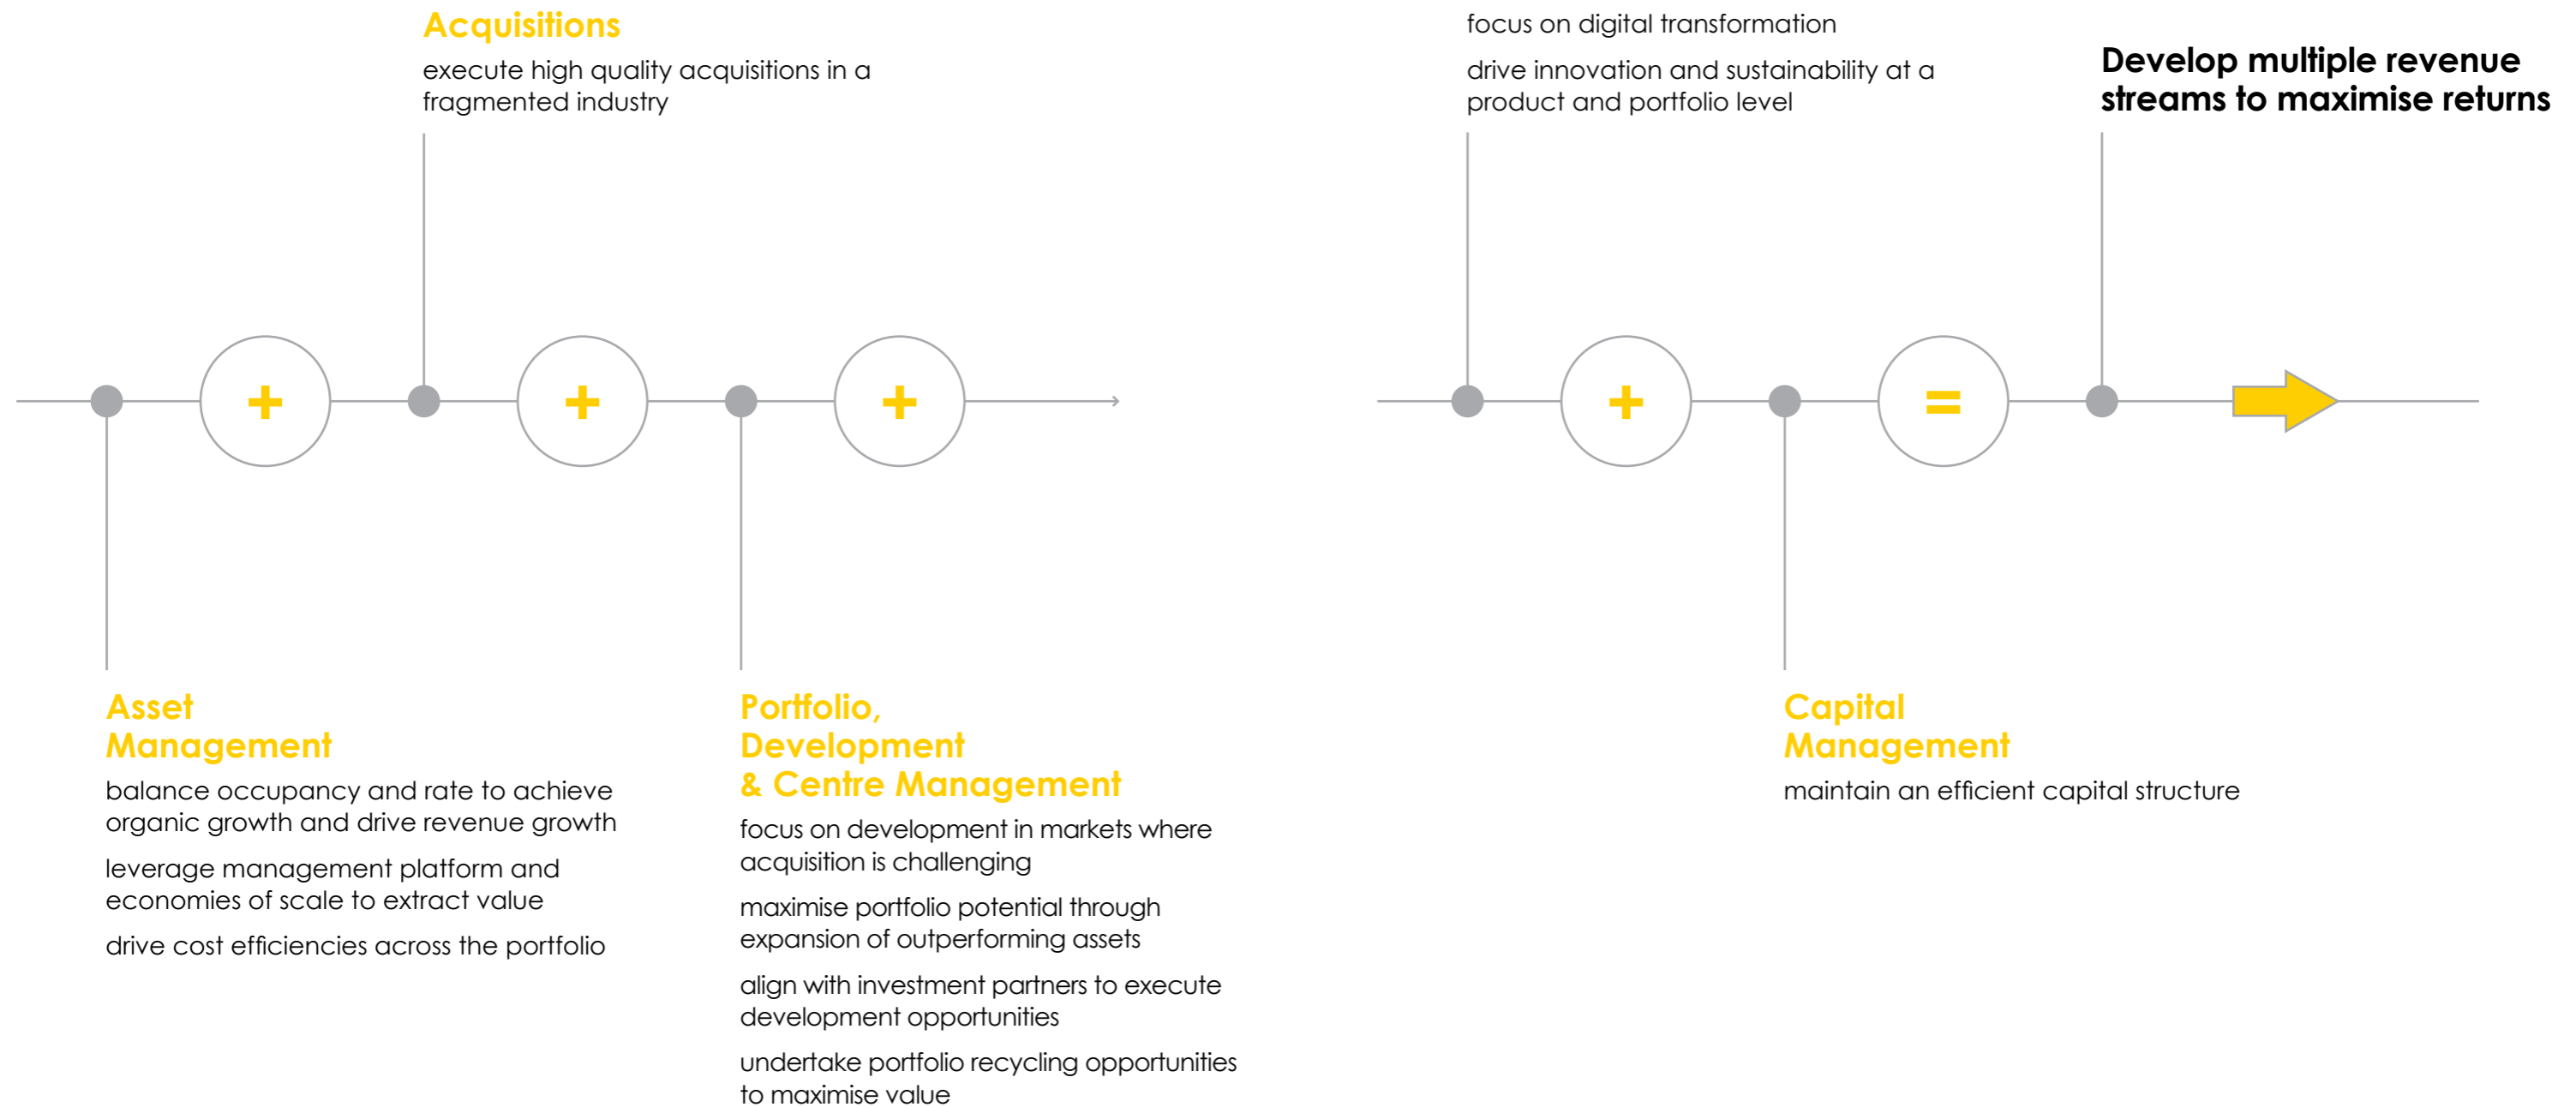 Acquisitions
execute high quality acquisitions in a
fragmented industry
focus on digital transformation
drive innovation and sustainability at a
product and portfolio level
Develop multiple revenue
streams to maximise returns
+
+
+
+
=
Asset
Management
balance occupancy and rate to achieve
organic growth and drive revenue growth
leverage management platform and
economies of scale to extract value
drive cost efficiencies across the portfolio
Portfolio,
Development
& Centre Management
focus on development in markets where
acquisition is challenging
maximise portfolio potential through
expansion of outperforming assets
align with investment partners to execute
development opportunities
undertake portfolio recycling opportunities
to maximise value
Capital
Management
maintain an efficient capital structure